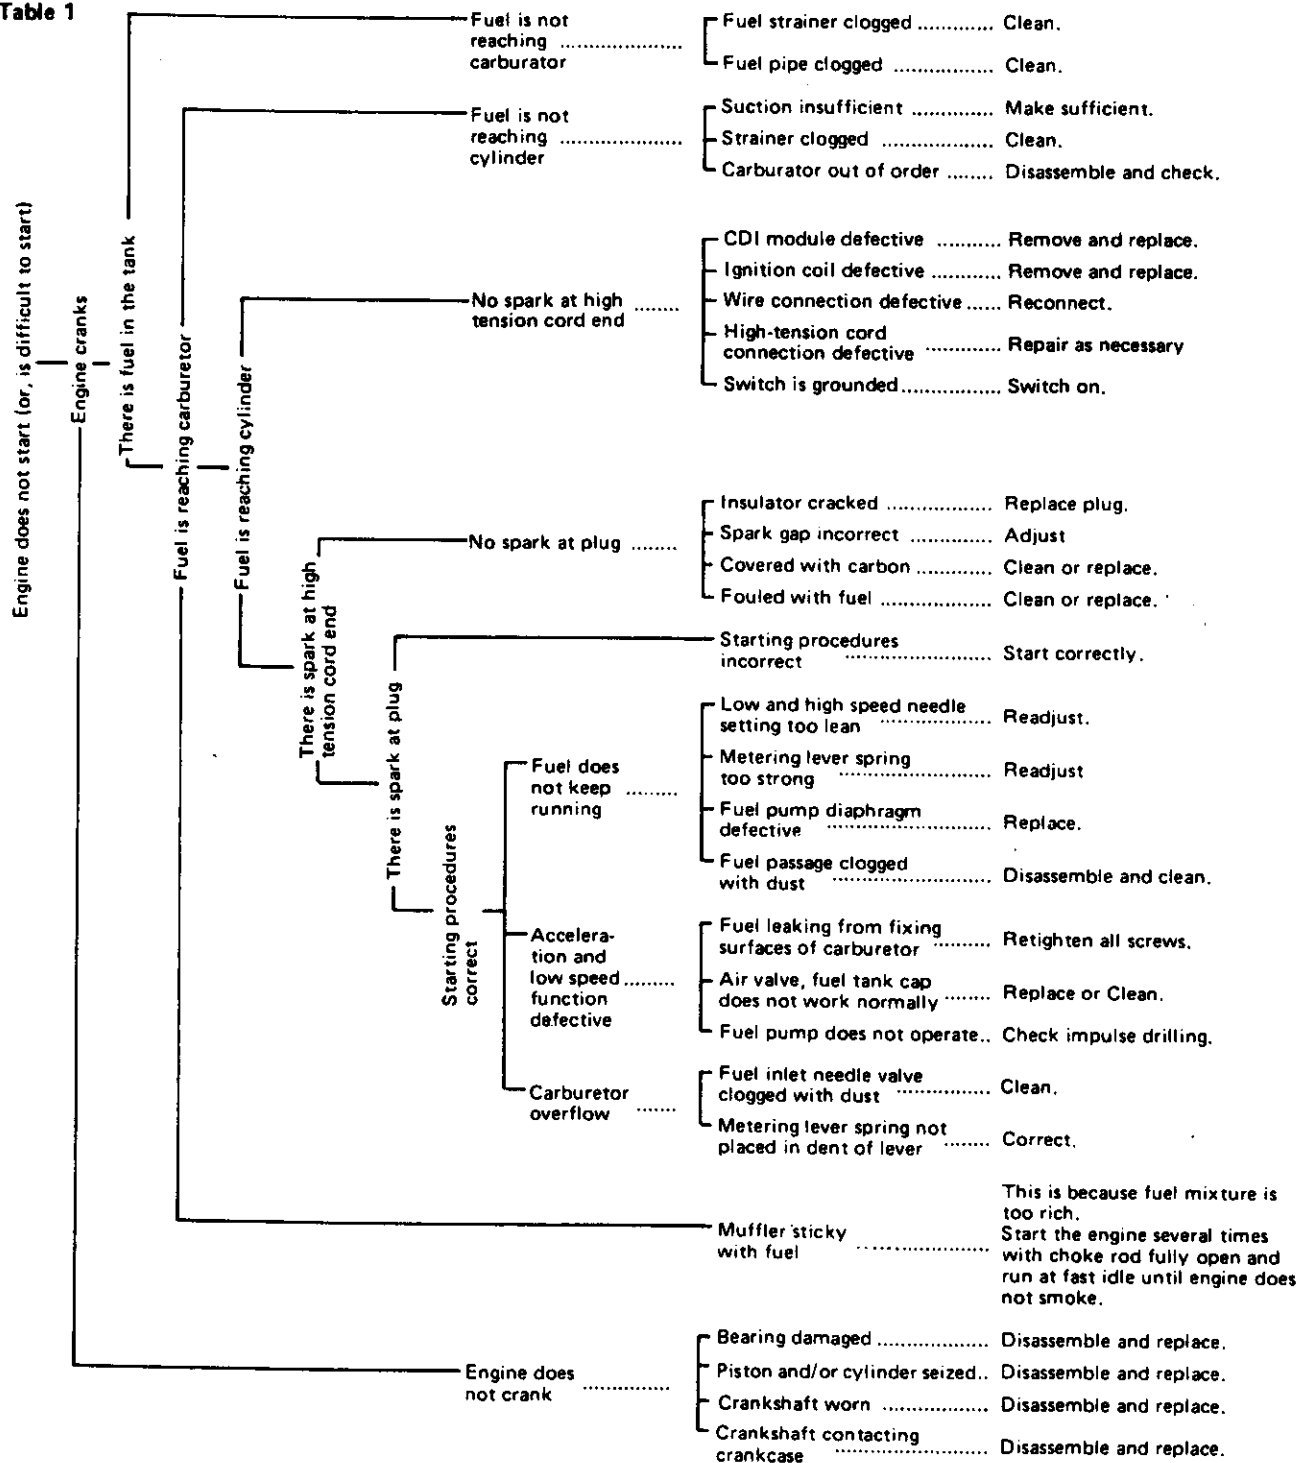 Table 1
Engine does not start (or, is difficult to start)
Engine cranks
There is fuel in the tank
Fuel is reaching carburetor
Fuel is reaching cylinder
There is spark at high
tension cord end
There is spark at plug
Starting procedures
correct
Fuel is not
reaching
carburator
Fuel strainer clogged ............. Clean.
Fuel pipe clogged ................. Clean.
Fuel is not
reaching
cylinder
Suction insufficient .............. Make sufficient.
Strainer clogged ................... Clean.
Carburator out of order ........ Disassemble and check.
No spark at high
tension cord end
CDI module defective ........... Remove and replace.
Ignition coil defective ............ Remove and replace.
Wire connection defective ...... Reconnect.
High-tension cord
connection defective ............. Repair as necessary
Switch is grounded ................. Switch on.
No spark at plug ........
Insulator cracked .................. Replace plug.
Spark gap incorrect .............. Adjust
Covered with carbon ............. Clean or replace.
Fouled with fuel ................... Clean or replace.
Starting procedures
incorrect ......................... Start correctly.
Fuel does
not keep
running
Low and high speed needle
setting too lean ................... Readjust.
Metering lever spring
too strong .......................... Readjust
Fuel pump diaphragm
defective ............................ Replace.
Fuel passage clogged
with dust ........................... Disassemble and clean.
Accelera-
tion and
low speed
function
defective
Fuel leaking from fixing
surfaces of carburetor .......... Retighten all screws.
Air valve, fuel tank cap
does not work normally ........ Replace or Clean.
Fuel pump does not operate.. Check impulse drilling.
Carburetor
overflow
Fuel inlet needle valve
clogged with dust ................ Clean.
Metering lever spring not
placed in dent of lever ........ Correct.
Muffler sticky
with fuel
This is because fuel mixture is
too rich.
Start the engine several times
with choke rod fully open and
run at fast idle until engine does
not smoke.
Engine does
not crank
Bearing damaged ................... Disassemble and replace.
Piston and/or cylinder seized.. Disassemble and replace.
Crankshaft worn .................. Disassemble and replace.
Crankshaft contacting
crankcase .......................... Disassemble and replace.